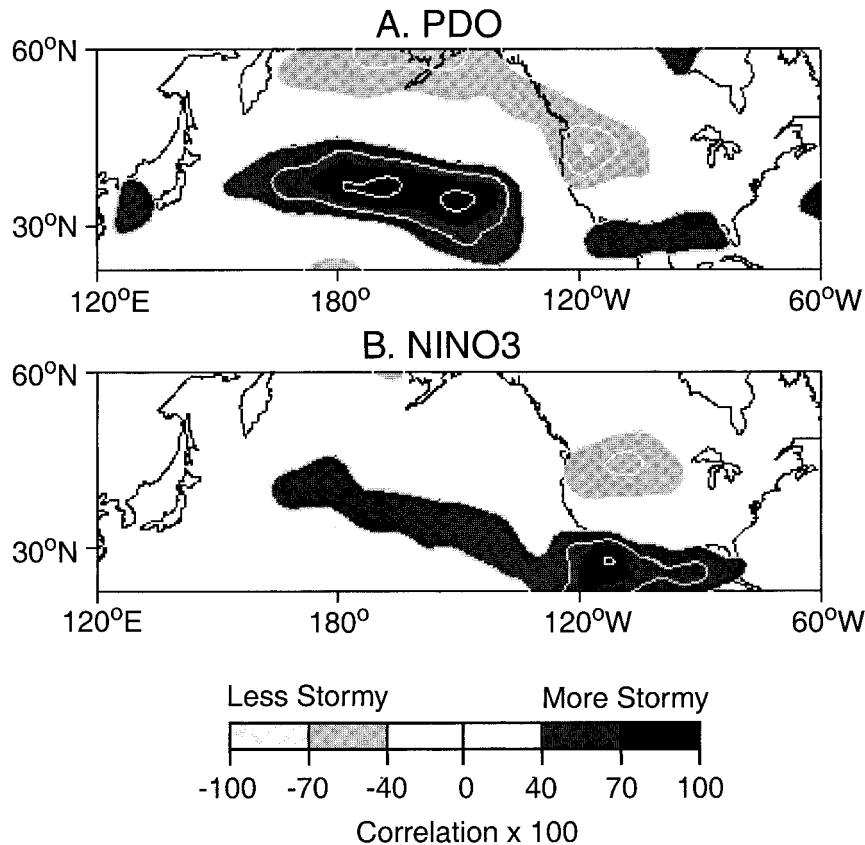 A. PDO
60°N
30°N
120°E 180° 120°W 60°W
B. NINO3
60°N
30°N
120°E 180° 120°W 60°W
Less Stormy More Stormy
-100 -70 -40 0 40 70 100
Correlation x 100